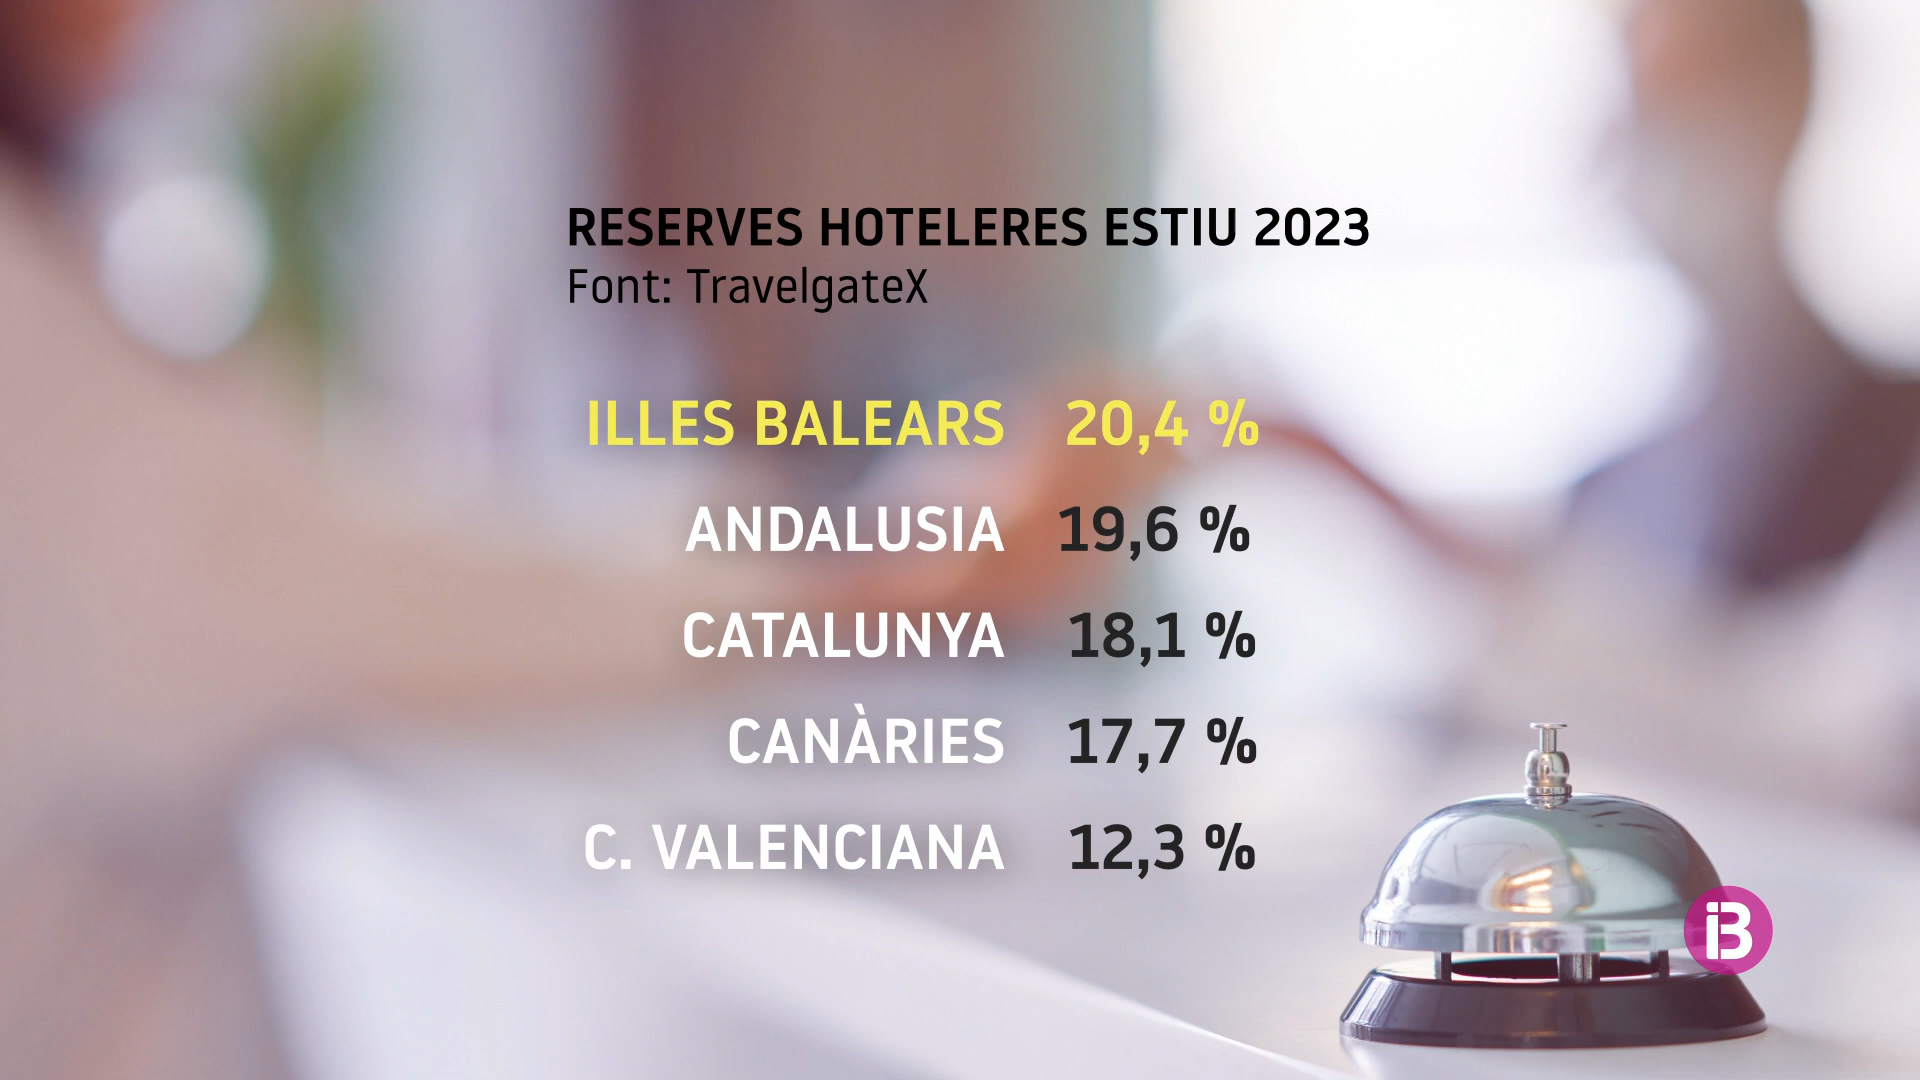 RESERVES HOTELERES ESTIU 2023
Font: TravelgateX
ILLES BALEARS 20,4 %
ANDALUSIA 19,6 %
CATALUNYA 18,1 %
CANÀRIES 17,7 %
C. VALENCIANA 12,3 %
iB3